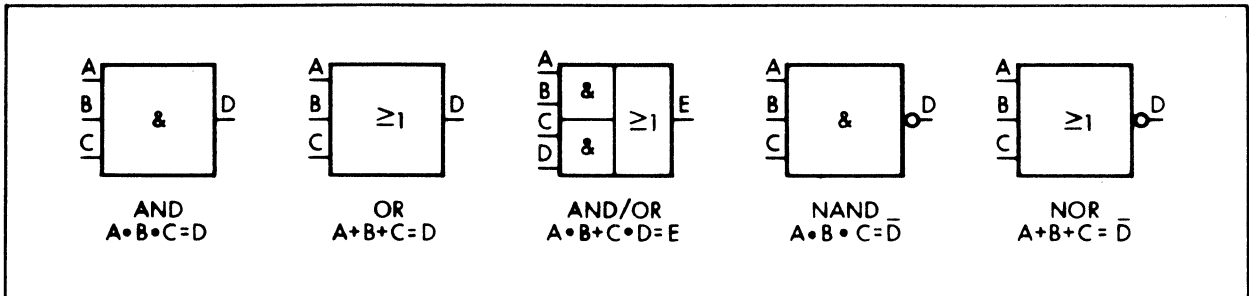 A
B
C
&
D
AND
A•B•C=D
A
B
C
≥1
D
OR
A+B+C=D
A
B
C
D
&
&
≥1
E
AND/OR
A•B+C•D=E
A
B
C
&
D
NAND
A•B•C=D̅
A
B
C
≥1
D
NOR
A+B+C=D̅